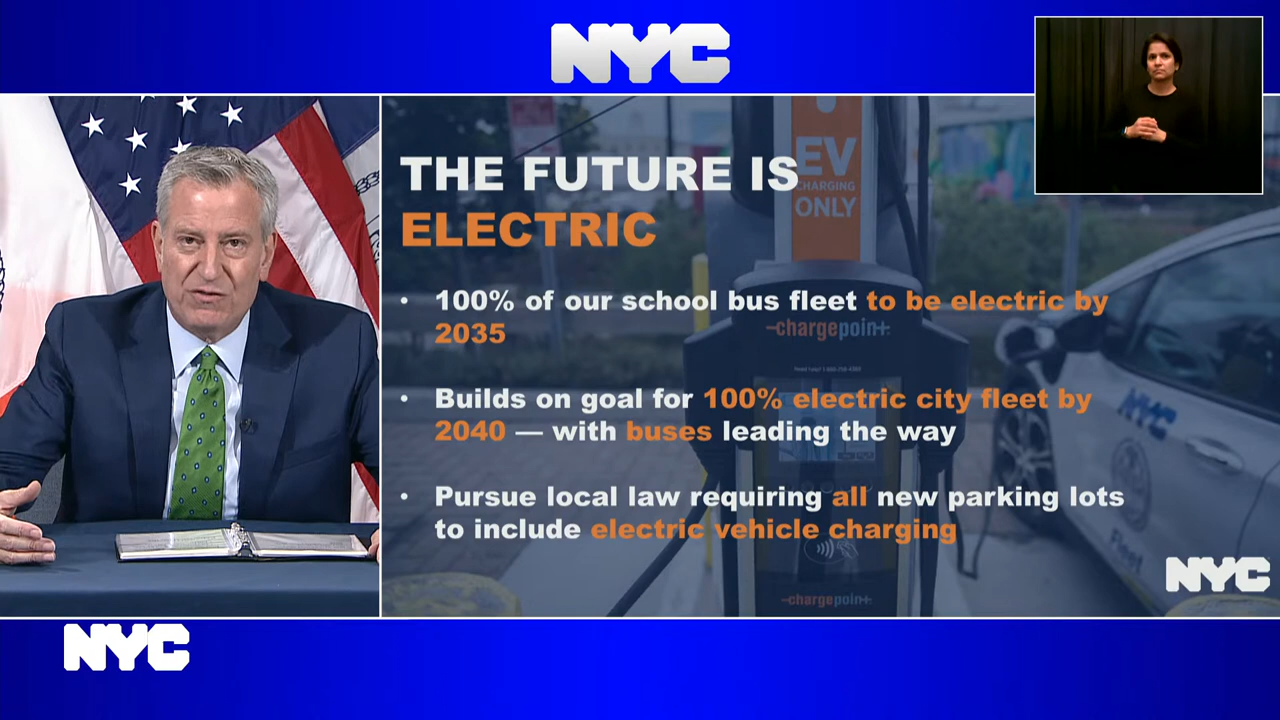 NYC
THE FUTURE IS
ELECTRIC
• 100% of our school bus fleet to be electric by
2035
• Builds on goal for 100% electric city fleet by
2040 — with buses leading the way
• Pursue local law requiring all new parking lots
to include electric vehicle charging
EV
CHARGING
ONLY
-chargepoin+.
NYC
Fleet
-chargepoin+.
NYC
NYC